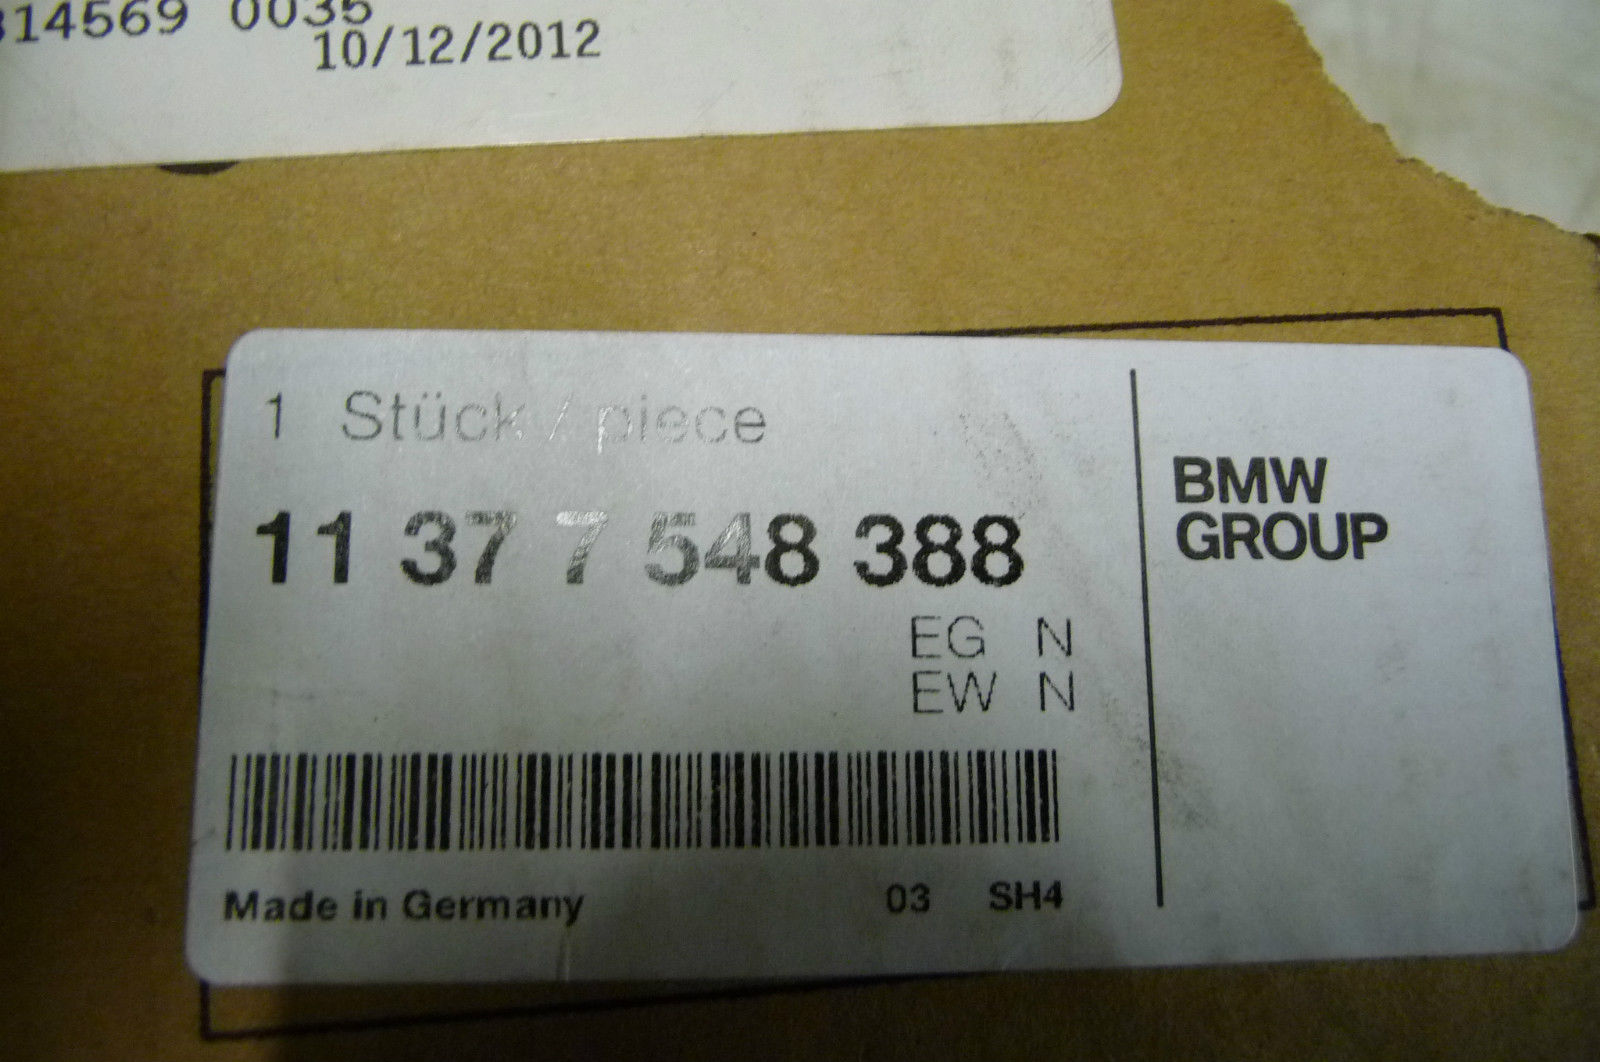 314569 0035
10/12/2012
1 Stück / piece
11 37 7 548 388
EG N
EW N
Made in Germany 03 SH4
BMW
GROUP